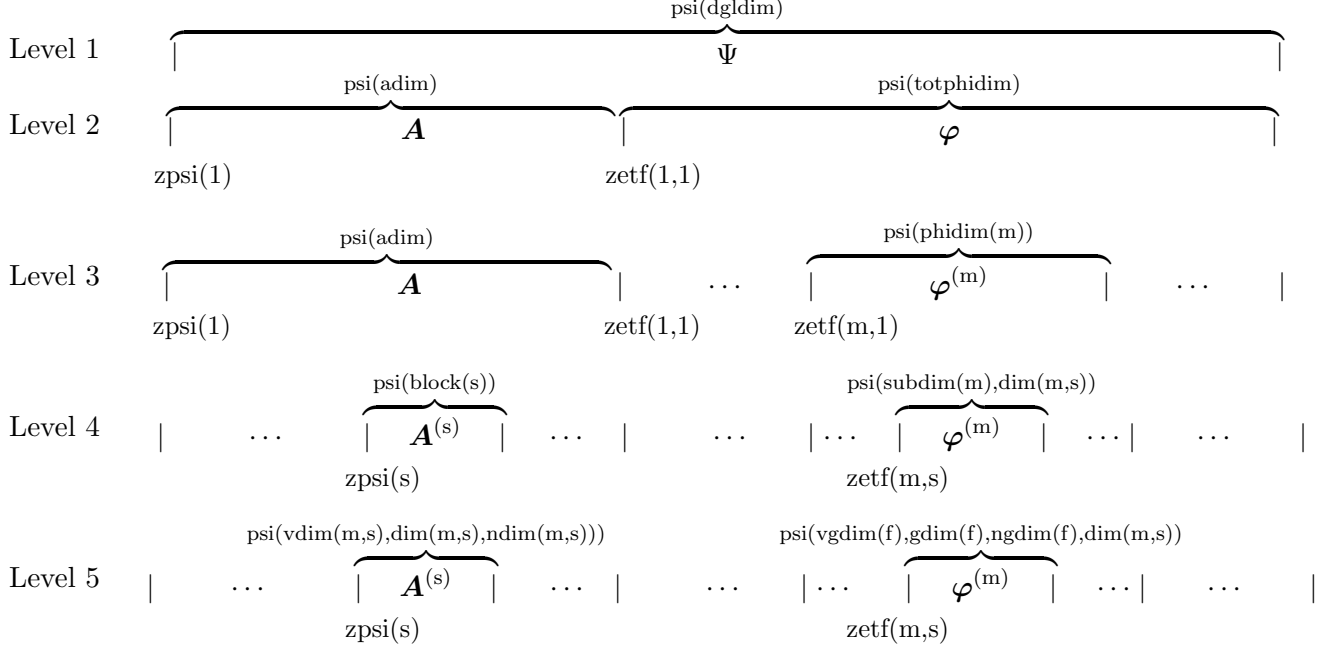 psi(dgldim)
Level 1 | Ψ |
psi(adim) psi(totphidim)
Level 2 | A | φ |
zpsi(1) zetf(1,1)
psi(adim) psi(phidim(m))
Level 3 | A | ··· | φ^(m) | ··· |
zpsi(1) zetf(1,1) zetf(m,1)
psi(block(s)) psi(subdim(m),dim(m,s))
Level 4 | ··· | A^(s) | ··· | ··· | ··· | φ^(m) | ··· | ··· |
zpsi(s) zetf(m,s)
psi(vdim(m,s),dim(m,s),ndim(m,s))) psi(vgdim(f),gdim(f),ngdim(f),dim(m,s))
Level 5 | ··· | A^(s) | ··· | ··· | ··· | φ^(m) | ··· | ··· |
zpsi(s) zetf(m,s)